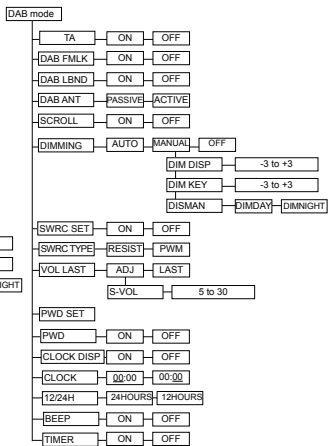 DAB mode
TA ON OFF
DAB FMLK ON OFF
DAB LBND ON OFF
DAB ANT PASSIVE ACTIVE
SCROLL ON OFF
DIMMING AUTO MANUAL OFF
DIM DISP -3 to +3
DIM KEY -3 to +3
DISMAN DIMDAY DIMNIGHT
SWRC SET ON OFF
SWRC TYPE RESIST PWM
VOL LAST ADJ LAST
IGHT
S-VOL 5 to 30
PWD SET
PWD ON OFF
CLOCK DISP ON OFF
CLOCK 00:00 00:00
12/24H 24HOURS 12HOURS
BEEP ON OFF
TIMER ON OFF